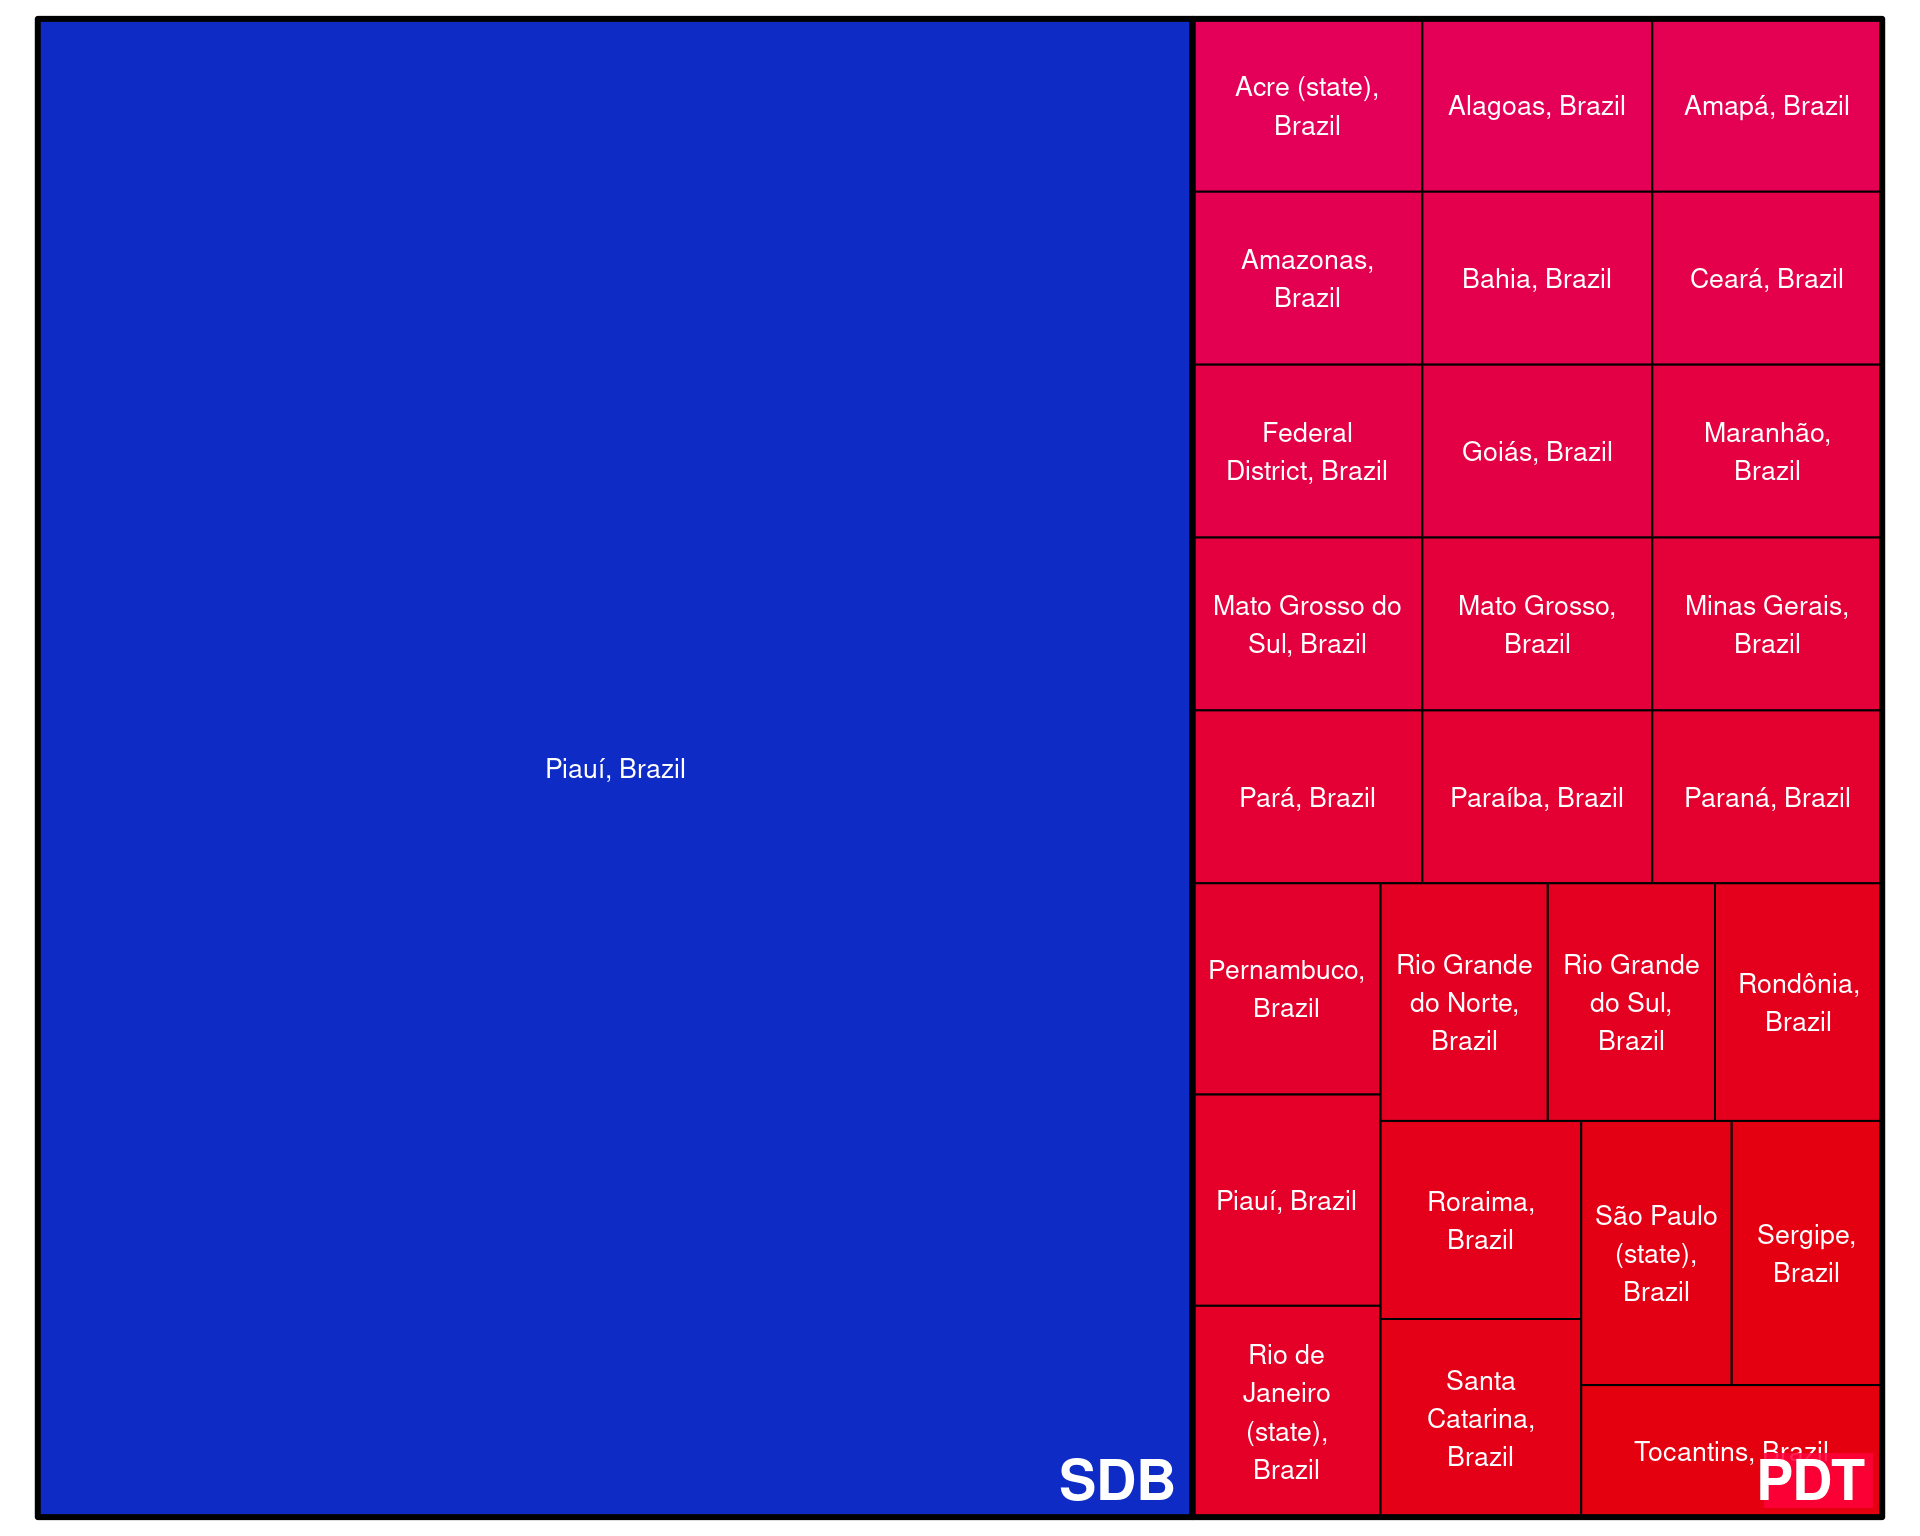 Piauí, Brazil
SDB
Acre (state),
Brazil
Alagoas, Brazil
Amapá, Brazil
Amazonas,
Brazil
Bahia, Brazil
Ceará, Brazil
Federal
District, Brazil
Goiás, Brazil
Maranhão,
Brazil
Mato Grosso do
Sul, Brazil
Mato Grosso,
Brazil
Minas Gerais,
Brazil
Pará, Brazil
Paraíba, Brazil
Paraná, Brazil
Pernambuco,
Brazil
Rio Grande
do Norte,
Brazil
Rio Grande
do Sul,
Brazil
Rondônia,
Brazil
Piauí, Brazil
Roraima,
Brazil
São Paulo
(state),
Brazil
Sergipe,
Brazil
Rio de
Janeiro
(state),
Brazil
Santa
Catarina,
Brazil
Tocantins, Brazil
PDT